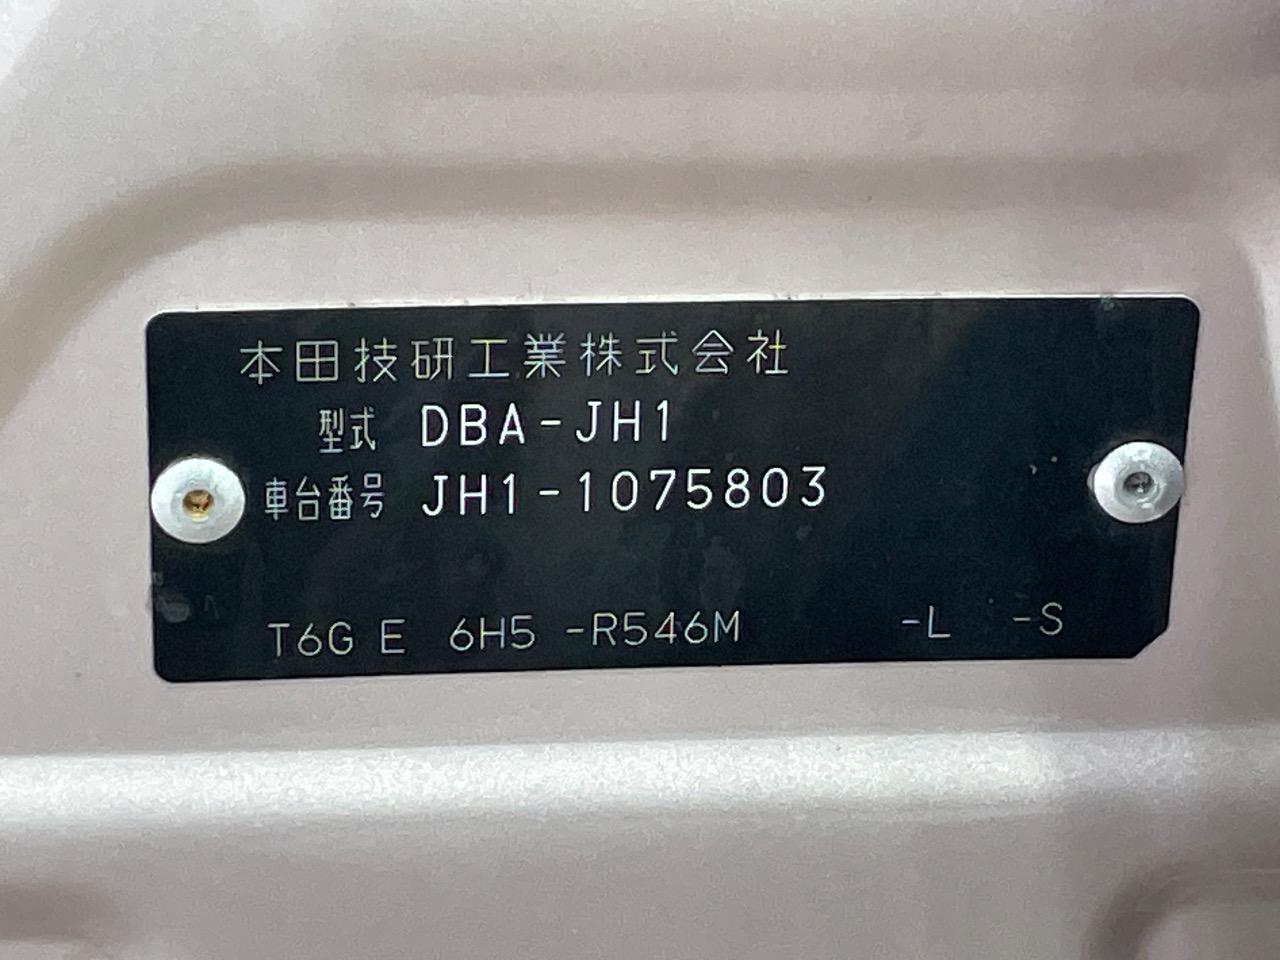 本田技研工業株式会社
型式 DBA-JH1
車台番号 JH1-1075803
T6G E 6H5 -R546M -L -S